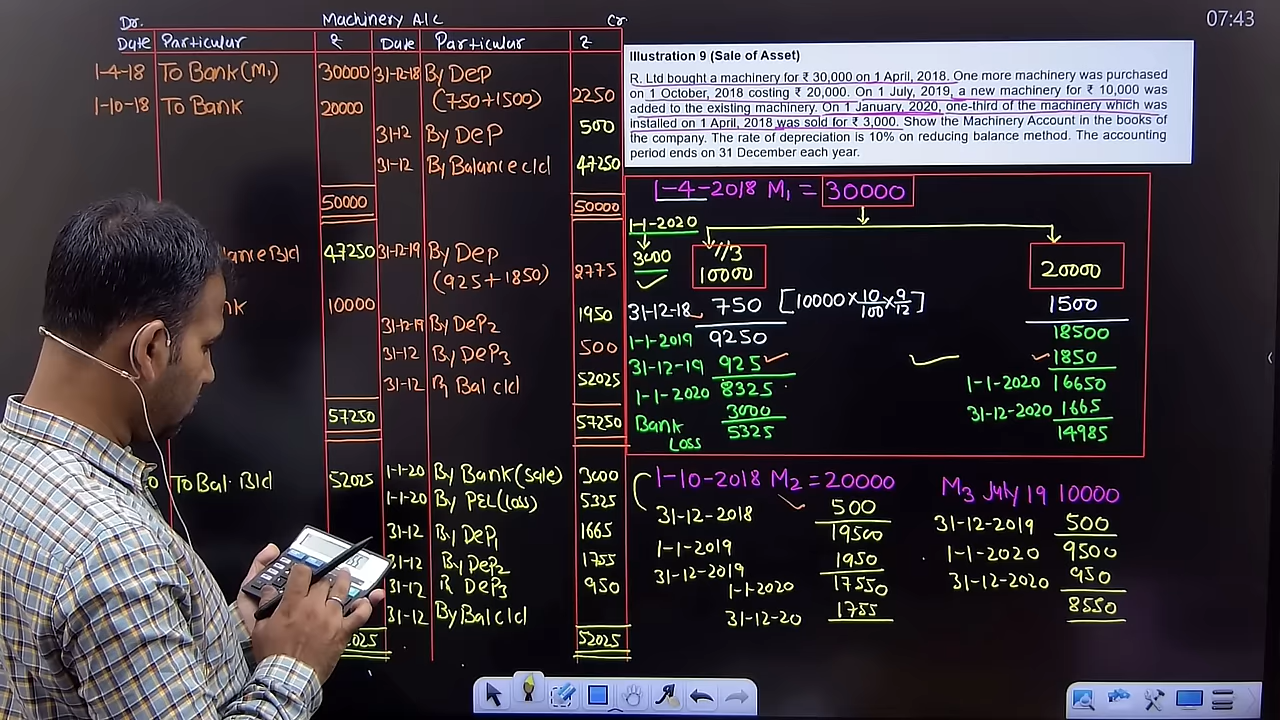 07:43
Dr. Machinery A/c Cr.
Date Particular ₹ Date Particular ₹
1-4-18 To Bank (M1) 30000 31-12-18 By Dep
(750+1500) 2250
1-10-18 To Bank 20000
31-12 By Dep 500
31-12 By Balance c/d 47250
50000 50000
lance B/d 47250 31-12-19 By Dep
(925+1850) 2775
nk 10000
31-12-19 By Dep2 1950
31-12 By Dep3 500
31-12 By Bal c/d 52025
57250 57250
To Bal. B/d 52025 1-1-20 By Bank (sale) 3000
1-1-20 By P&L (loss) 5325
31-12 By Dep1 1665
31-12 By Dep2 1755
31-12 By Dep3 950
31-12 By Bal c/d
52025
Illustration 9 (Sale of Asset)
R. Ltd bought a machinery for ₹ 30,000 on 1 April, 2018. One more machinery was purchased
on 1 October, 2018 costing ₹ 20,000. On 1 July, 2019, a new machinery for ₹ 10,000 was
added to the existing machinery. On 1 January, 2020, one-third of the machinery which was
installed on 1 April, 2018 was sold for ₹ 3,000. Show the Machinery Account in the books of
the company. The rate of depreciation is 10% on reducing balance method. The accounting
period ends on 31 December each year.
1-4-2018 M1 = 30000
1-1-2020
3000
1/3
10000
20000
31-12-18 750 [10000×10/100×9/12] 1500
1-1-2019 9250 18500
31-12-19 925 1850
1-1-2020 8325 1-1-2020 16650
Bank 3000 31-12-2020 1665
Loss 5325 14985
1-10-2018 M2 = 20000
31-12-2018 500
1-1-2019 19500
31-12-2019 1950
1-1-2020 17550
31-12-20 1755
M3 July 19 10000
31-12-2019 500
1-1-2020 9500
31-12-2020 950
8550